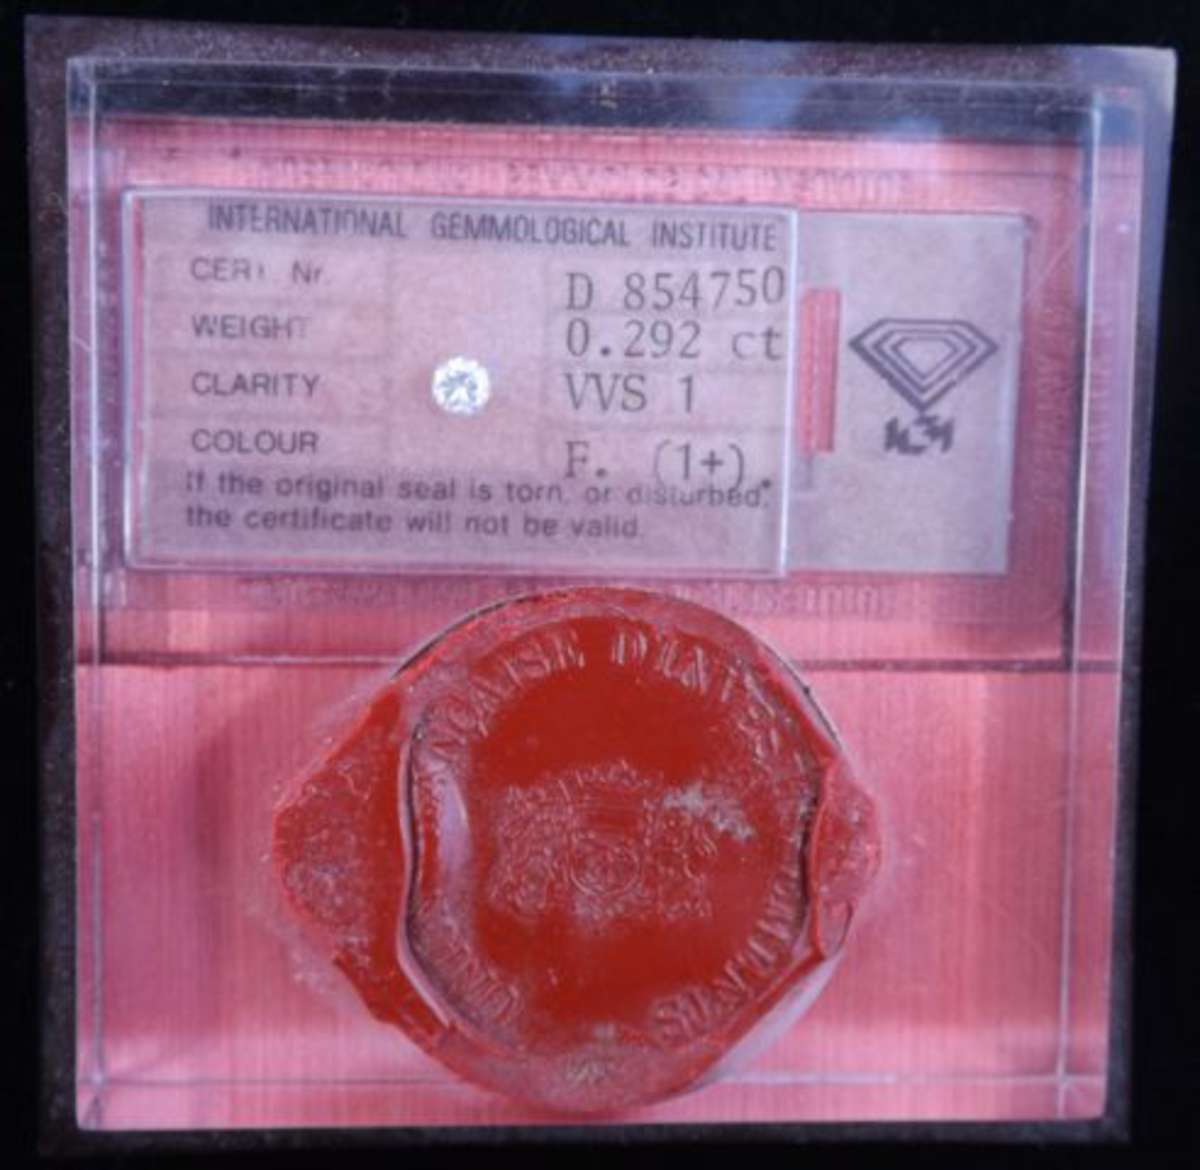 INTERNATIONAL GEMMOLOGICAL INSTITUTE
CERT Nr. D 854750
WEIGHT 0.292 ct
CLARITY VVS 1
COLOUR F. (1+).
If the original seal is torn or disturbed,
the certificate will not be valid.